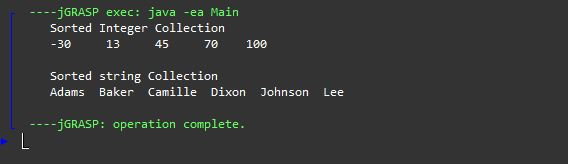 ----jGRASP exec: java -ea Main
Sorted Integer Collection
-30     13     45     70    100
Sorted string Collection
Adams  Baker  Camille  Dixon  Johnson  Lee
----jGRASP: operation complete.